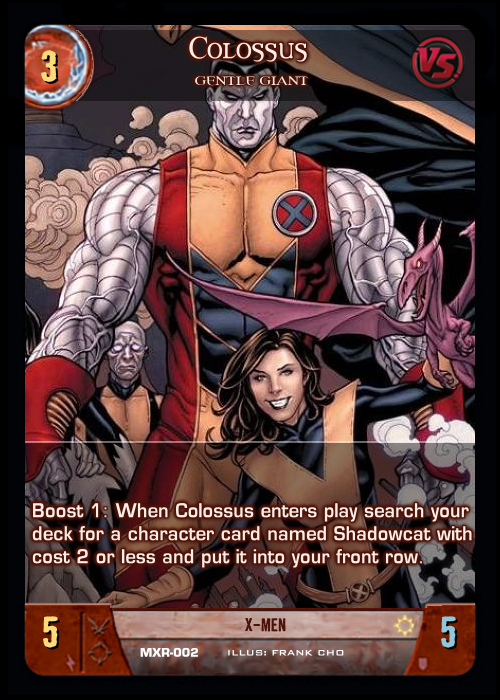 3
Colossus
GENTLE GIANT
VS.
Boost 1: When Colossus enters play search your
deck for a character card named Shadowcat with
cost 2 or less and put it into your front row.
5
X-MEN
5
MXR-002 ILLUS: FRANK CHO